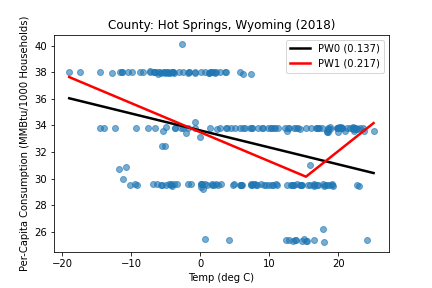 County: Hot Springs, Wyoming (2018)
PW0 (0.137)
PW1 (0.217)
Per-Capita Consumption (MMBtu/1000 Households)
40
38
36
34
32
30
28
26
−20
−10
0
10
20
Temp (deg C)